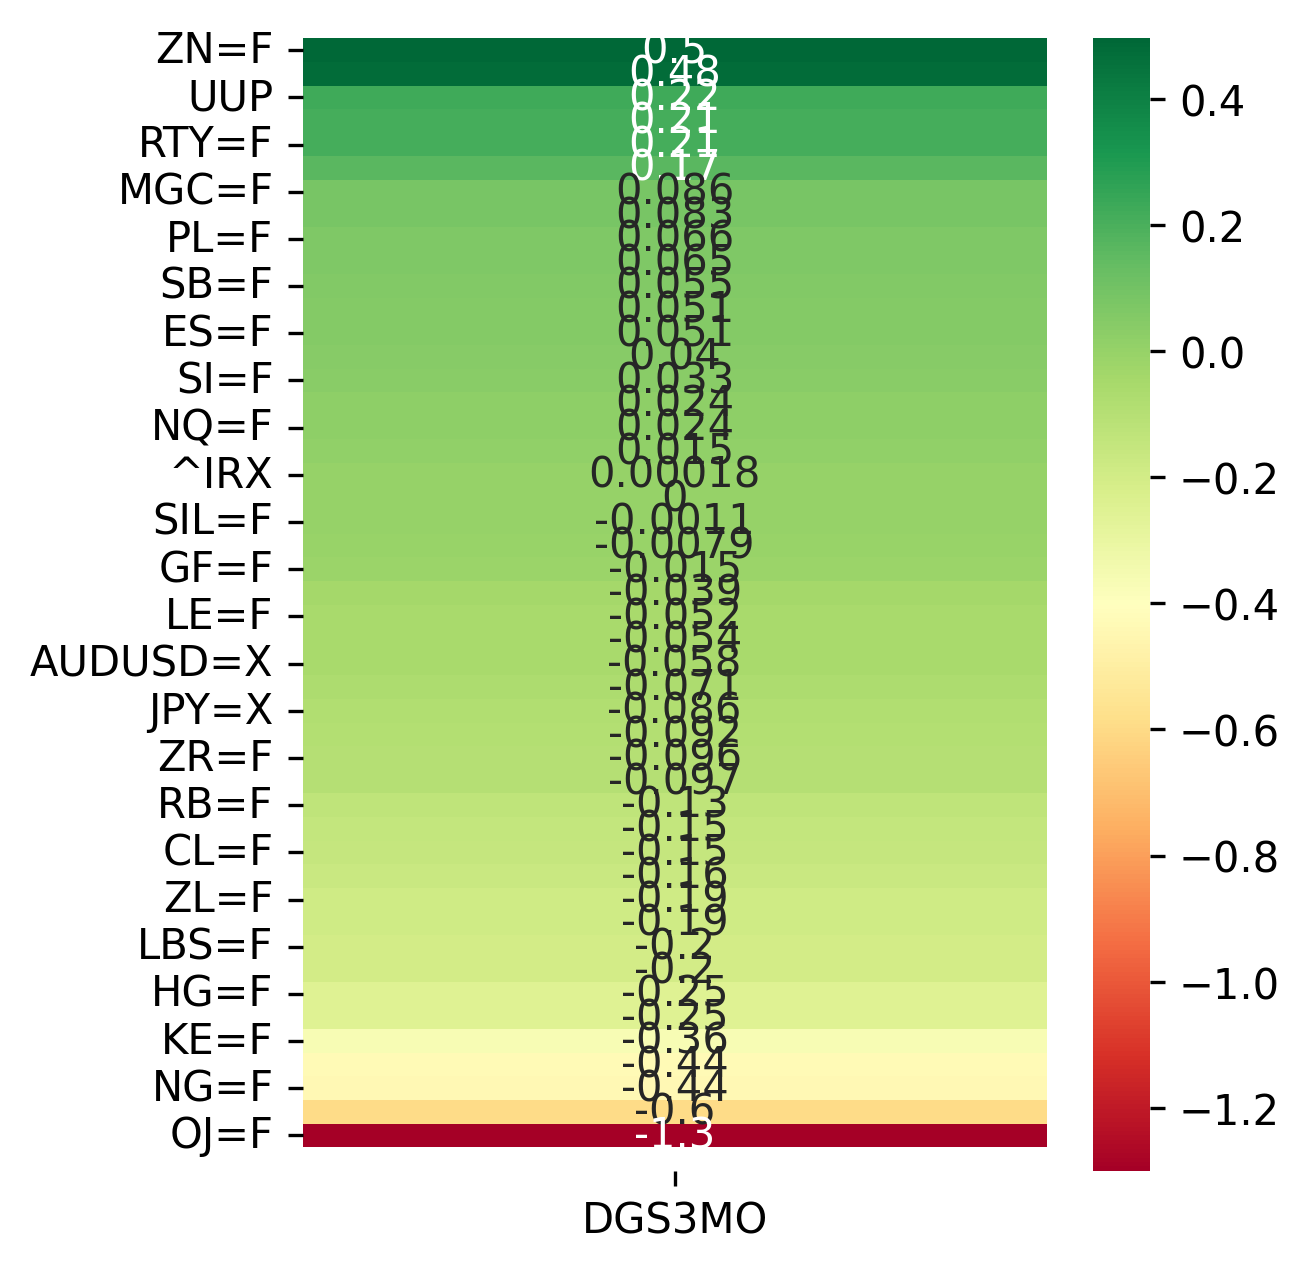 ZN=F
UUP
RTY=F
MGC=F
PL=F
SB=F
ES=F
SI=F
NQ=F
^IRX
SIL=F
GF=F
LE=F
AUDUSD=X
JPY=X
ZR=F
RB=F
CL=F
ZL=F
LBS=F
HG=F
KE=F
NG=F
OJ=F
0.5
0.48
0.22
0.21
0.21
0.17
0.086
0.083
0.066
0.065
0.055
0.051
0.051
0.04
0.033
0.024
0.024
0.015
0.00018
0
-0.0011
-0.0079
-0.015
-0.039
-0.052
-0.054
-0.058
-0.071
-0.086
-0.092
-0.096
-0.097
-0.13
-0.15
-0.15
-0.16
-0.19
-0.19
-0.2
-0.2
-0.25
-0.25
-0.36
-0.44
-0.44
-0.6
-1.3
DGS3MO
0.4
0.2
0.0
−0.2
−0.4
−0.6
−0.8
−1.0
−1.2